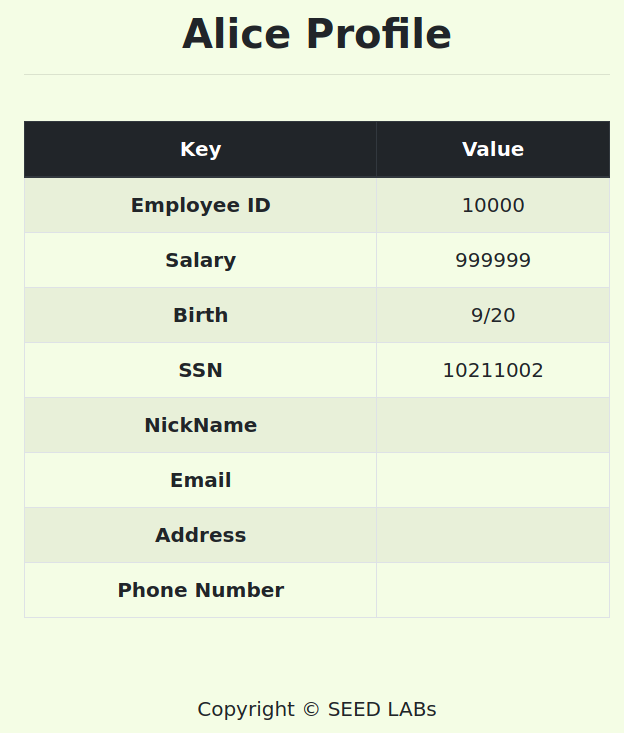 Alice Profile
Key Value
Employee ID 10000
Salary 999999
Birth 9/20
SSN 10211002
NickName
Email
Address
Phone Number
Copyright © SEED LABs